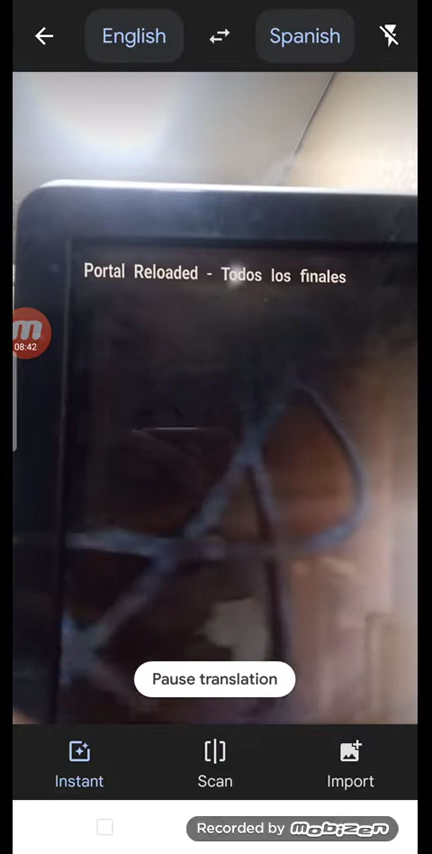 English
Spanish
Portal Reloaded - Todos los finales
m
08:42
Pause translation
Instant
Scan
Import
Recorded by mobizen